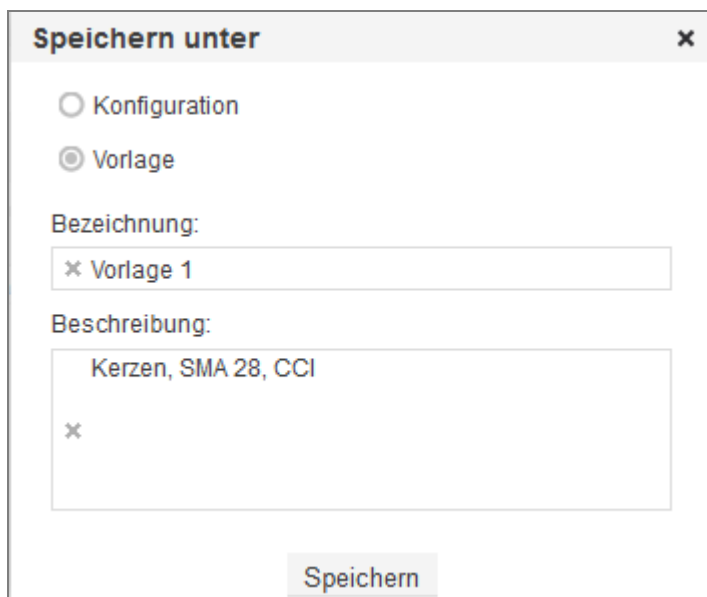 Speichern unter
Konfiguration
Vorlage
Bezeichnung:
Vorlage 1
Beschreibung:
Kerzen, SMA 28, CCI
Speichern